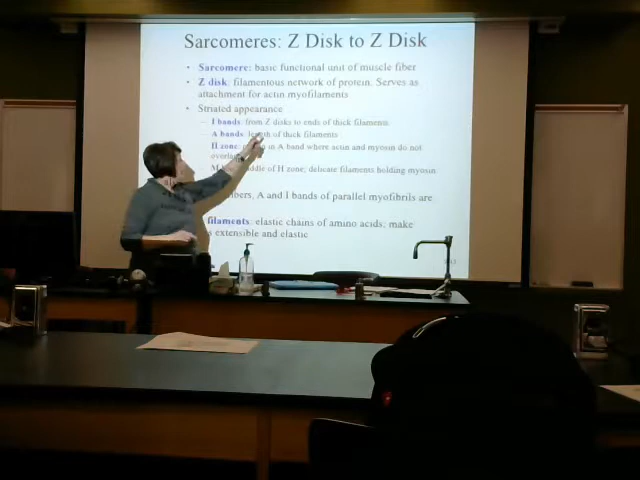 Sarcomeres: Z Disk to Z Disk
• Sarcomere: basic functional unit of muscle fiber
• Z disk: filamentous network of protein. Serves as
attachment for actin myofilaments
• Striated appearance
– I bands: from Z disks to ends of thick filaments
– A bands: length of thick filaments
H zone: in A band where actin and myosin do not
overlap
M middle of H zone; delicate filaments holding myosin
A and I bands of parallel myofibrils are
filaments: elastic chains of amino acids; make
extensible and elastic